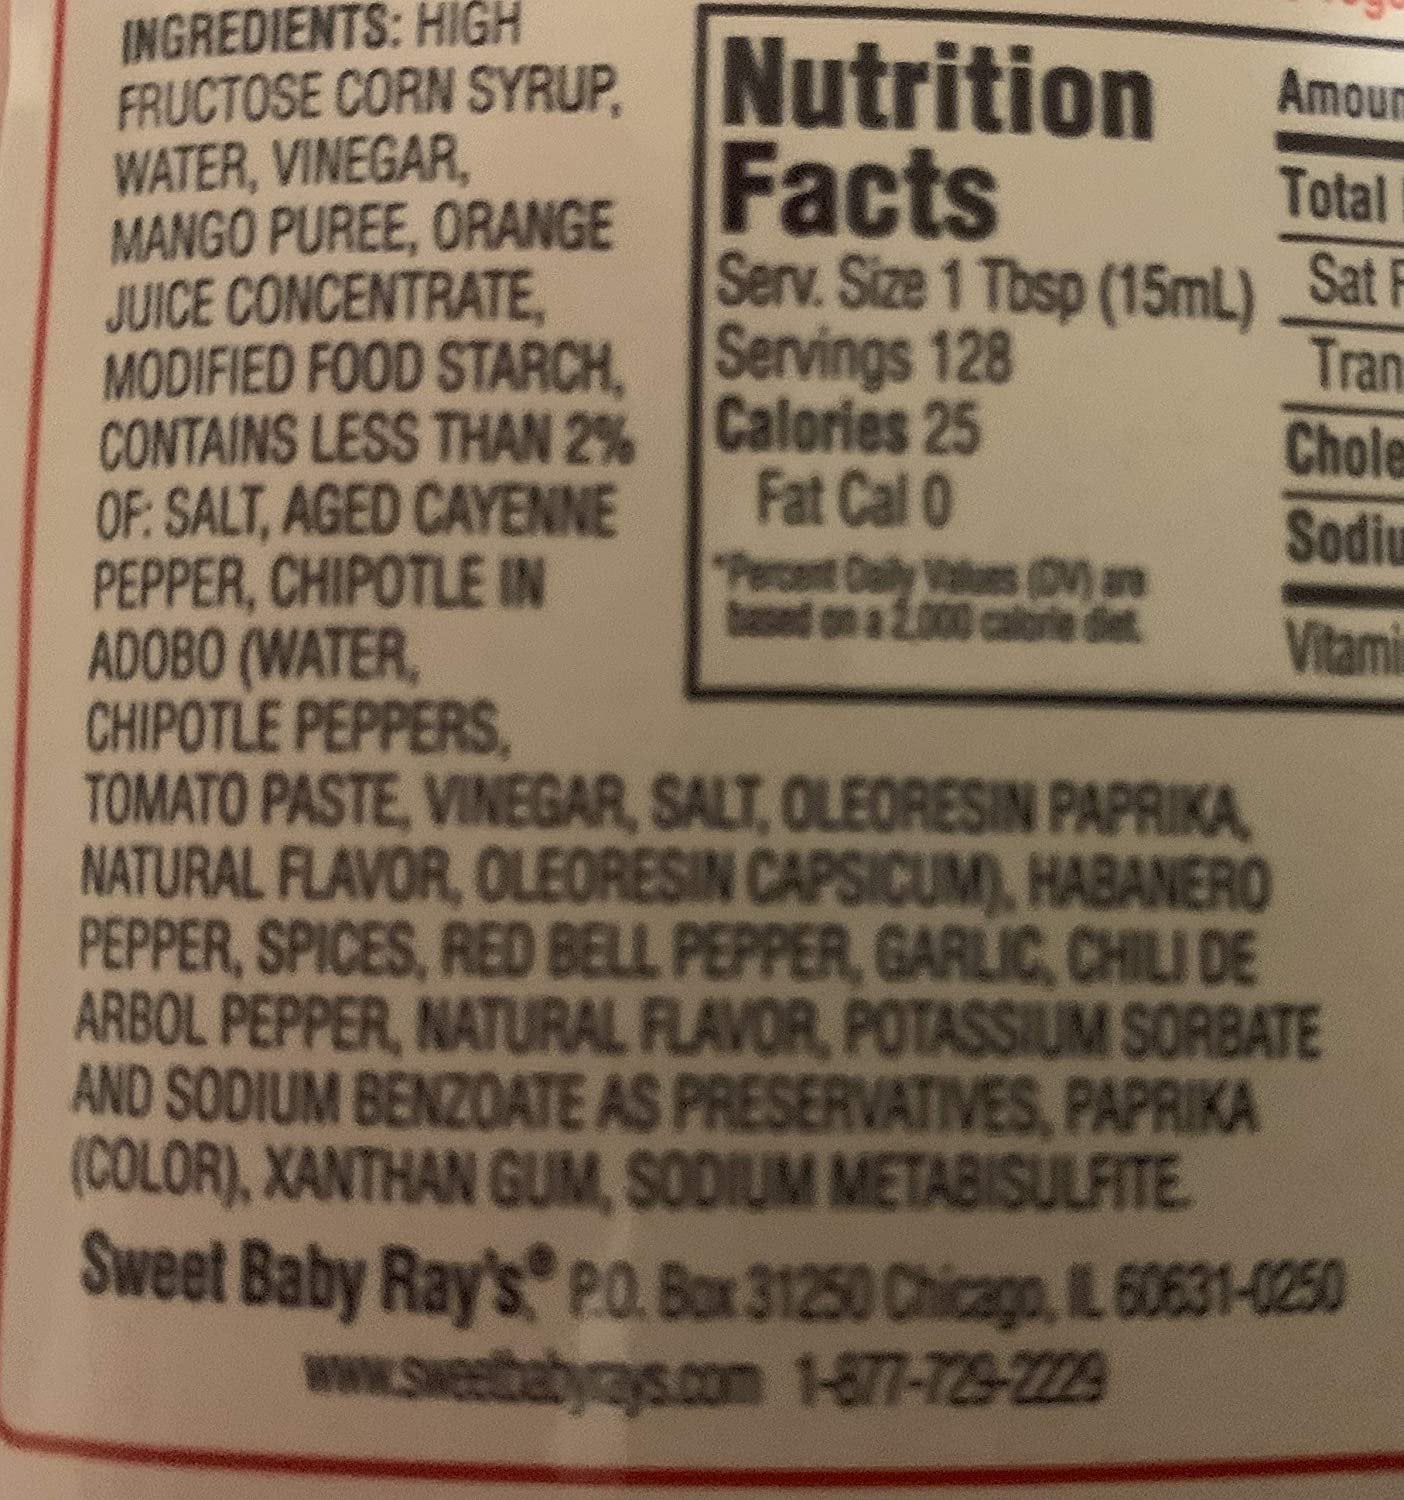 INGREDIENTS: HIGH
FRUCTOSE CORN SYRUP,
WATER, VINEGAR,
MANGO PUREE, ORANGE
JUICE CONCENTRATE,
MODIFIED FOOD STARCH,
CONTAINS LESS THAN 2%
OF: SALT, AGED CAYENNE
PEPPER, CHIPOTLE IN
ADOBO (WATER,
CHIPOTLE PEPPERS,
TOMATO PASTE, VINEGAR, SALT, OLEORESIN PAPRIKA,
NATURAL FLAVOR, OLEORESIN CAPSICUM), HABANERO
PEPPER, SPICES, RED BELL PEPPER, GARLIC, CHILI DE
ARBOL PEPPER, NATURAL FLAVOR, POTASSIUM SORBATE
AND SODIUM BENZOATE AS PRESERVATIVES, PAPRIKA
(COLOR), XANTHAN GUM, SODIUM METABISULFITE.
Sweet Baby Ray's.® P.O. Box 31250 Chicago, IL 60631-0250
www.sweetbabyrays.com 1-877-729-2229
Nutrition
Facts
Serv. Size 1 Tbsp (15mL)
Servings 128
Calories 25
Fat Cal 0
*Percent Daily Values (DV) are
based on a 2,000 calorie diet.
Amoun
Total
Sat F
Tran
Chole
Sodiu
Vitami